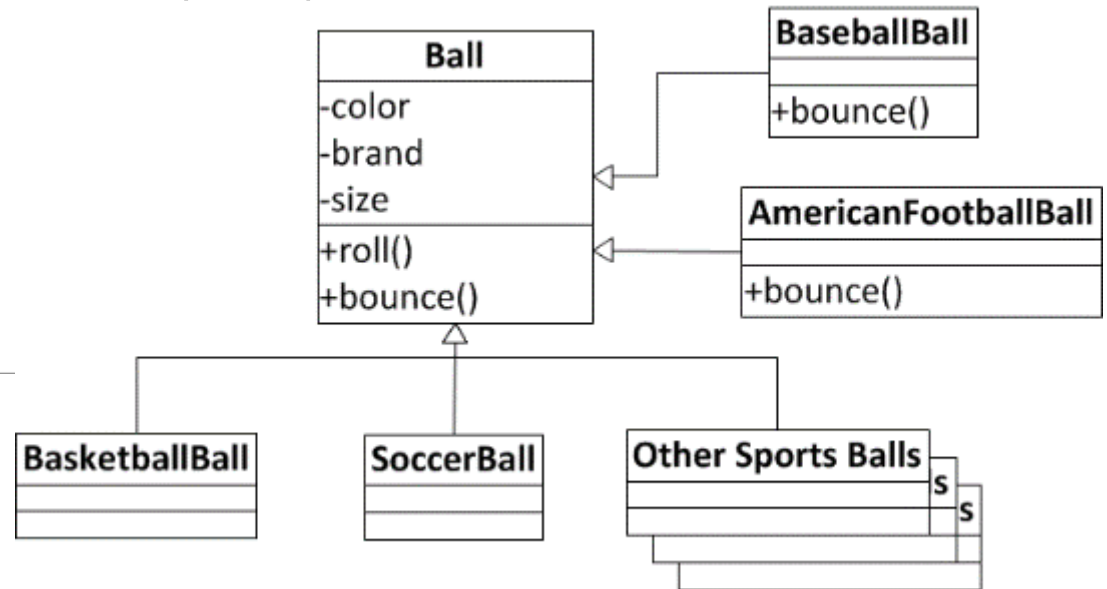 Ball
-color
-brand
-size
+roll()
+bounce()
BaseballBall
+bounce()
AmericanFootballBall
+bounce()
BasketballBall
SoccerBall
Other Sports Balls
s
s